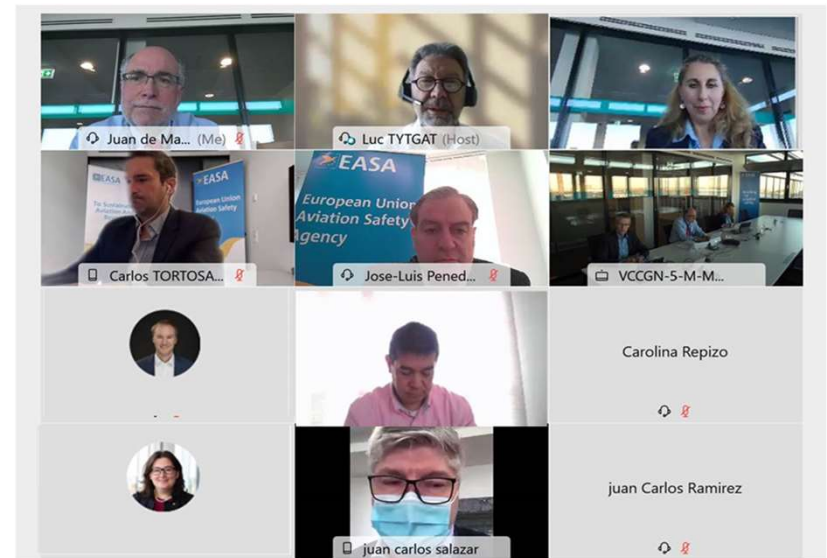 Juan de Ma... (Me)
Luc TYTGAT (Host)
EASA
EASA
Carlos TORTOSA...
EASA
European Union
Aviation Safety
Agency
Jose-Luis Pened...
VCCGN-5-M-M...
Carolina Repizo
juan carlos salazar
juan Carlos Ramirez